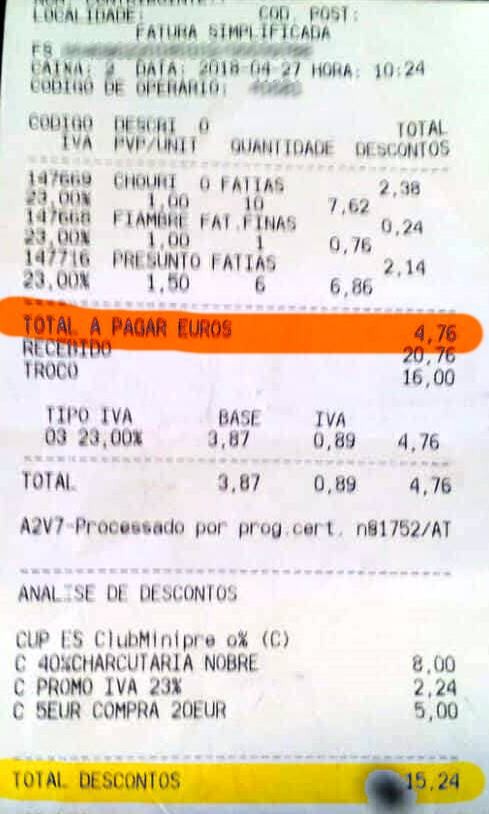 LOCALIDADE: COD. POST:
FATURA SIMPLIFICADA
FS
CAIXA: 2 DATA: 2018-04-27 HORA: 10:24
CODIGO DE OPERARIO:
CODIGO DESCRI O TOTAL
IVA PVP/UNIT QUANTIDADE DESCONTOS
147669 CHOURI O FATIAS 2,38
23,00% 1,00 10 7,62
147668 FIAMBRE FAT.FINAS 0,24
23,00% 1,00 1 0,76
147716 PRESUNTO FATIAS 2,14
23,00% 1,50 6 6,86
TOTAL A PAGAR EUROS 4,76
RECEBIDO 20,76
TROCO 16,00
TIPO IVA BASE IVA
03 23,00% 3,87 0,89 4,76
TOTAL 3,87 0,89 4,76
A2V7-Processado por prog.cert. n81752/AT
ANALISE DE DESCONTOS
CUP ES ClubMinipre o% (C)
C 40%CHARCUTARIA NOBRE 8,00
C PROMO IVA 23% 2,24
C 5EUR COMPRA 20EUR 5,00
TOTAL DESCONTOS 15,24